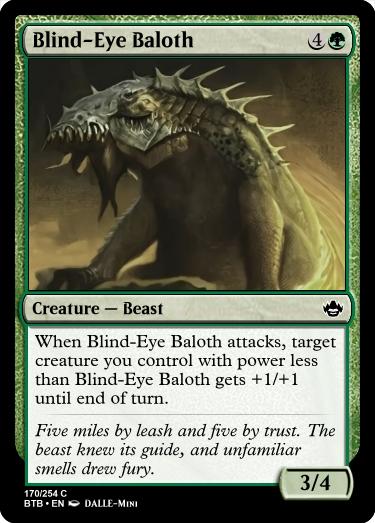 Blind-Eye Baloth 4
Creature — Beast
When Blind-Eye Baloth attacks, target
creature you control with power less
than Blind-Eye Baloth gets +1/+1
until end of turn.
Five miles by leash and five by trust. The
beast knew its guide, and unfamiliar
smells drew fury.
3/4
170/254 C
BTB • EN DALLE-Mini